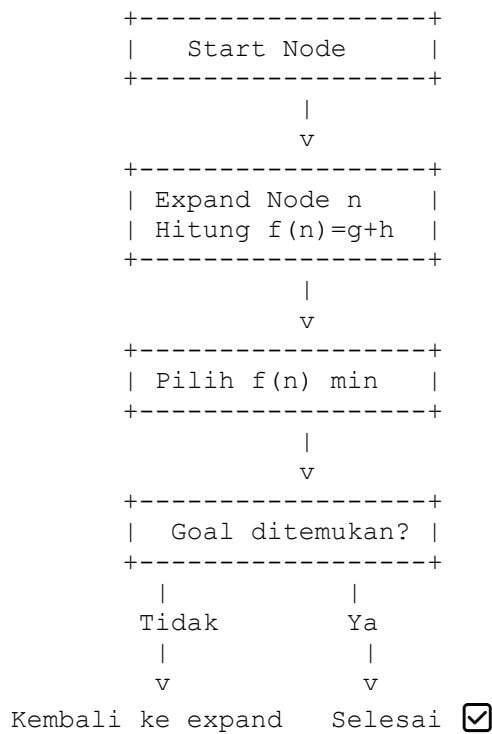 Start Node
Expand Node n
Hitung f(n)=g+h
Pilih f(n) min
Goal ditemukan?
Tidak Ya
Kembali ke expand Selesai ☑